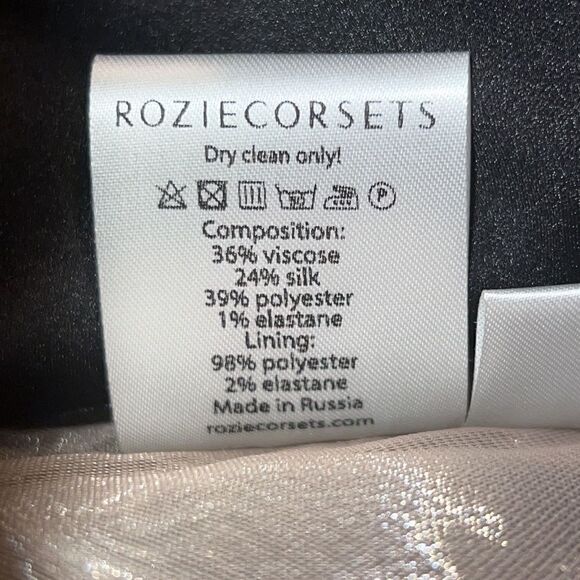 ROZIECORSETS
Dry clean only!
P
Composition:
36% viscose
24% silk
39% polyester
1% elastane
Lining:
98% polyester
2% elastane
Made in Russia
roziecorsets.com